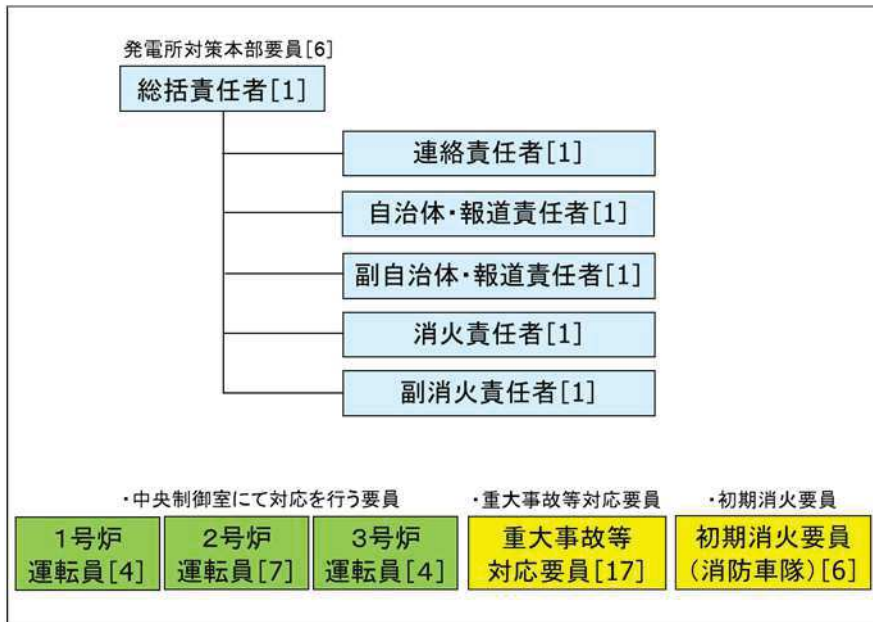 発電所対策本部要員[6]
総括責任者[1]
連絡責任者[1]
自治体・報道責任者[1]
副自治体・報道責任者[1]
消火責任者[1]
副消火責任者[1]
・中央制御室にて対応を行う要員
1号炉
運転員[4]
2号炉
運転員[7]
3号炉
運転員[4]
・重大事故等対応要員
重大事故等
対応要員[17]
・初期消火要員
初期消火要員
(消防車隊)[6]